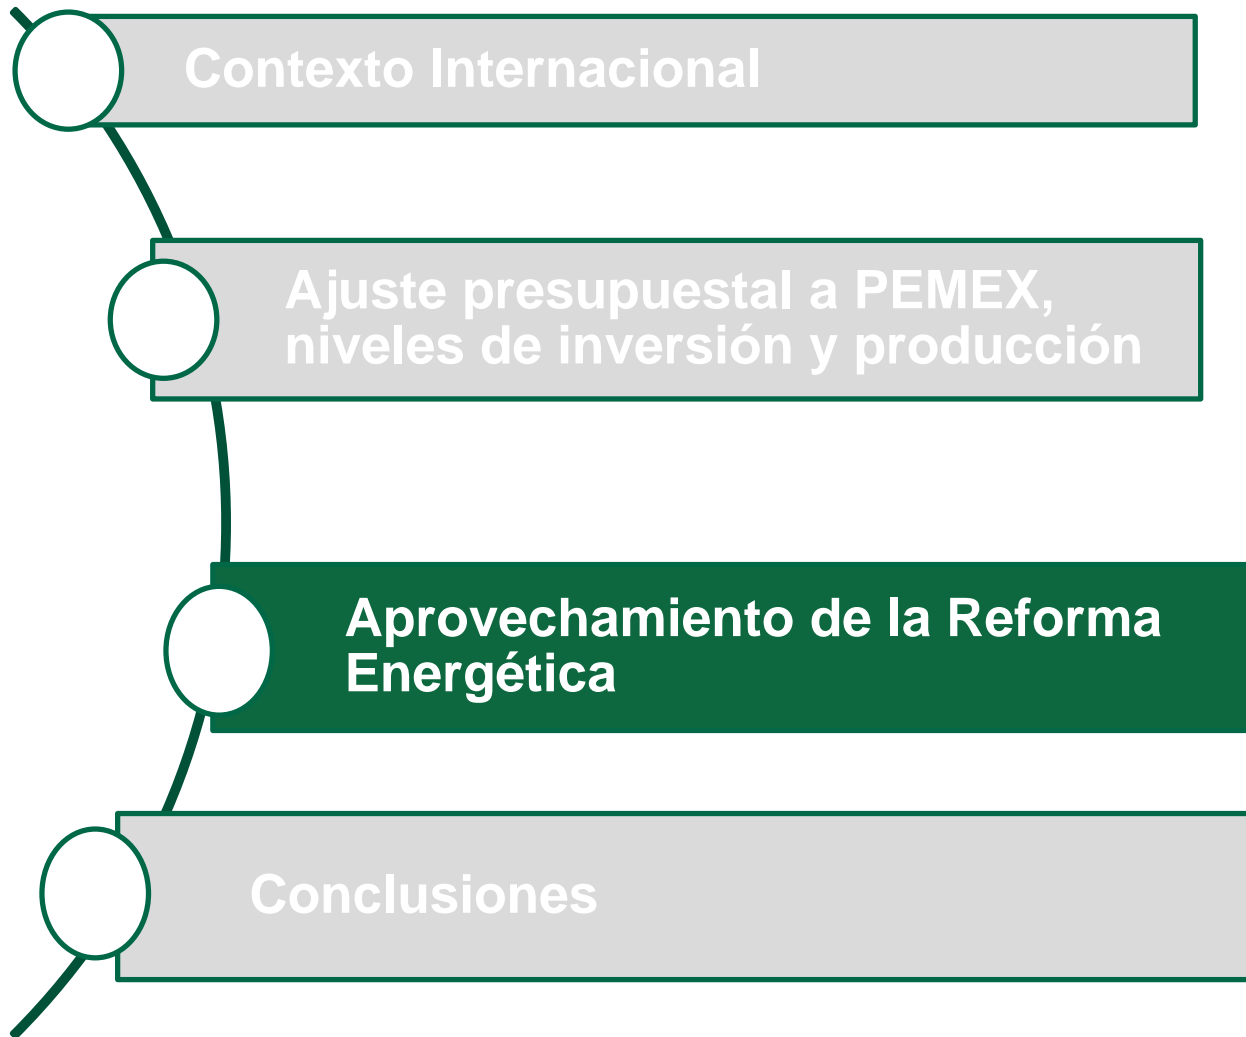 Contexto Internacional
Ajuste presupuestal a PEMEX,
niveles de inversión y producción
Aprovechamiento de la Reforma
Energética
Conclusiones